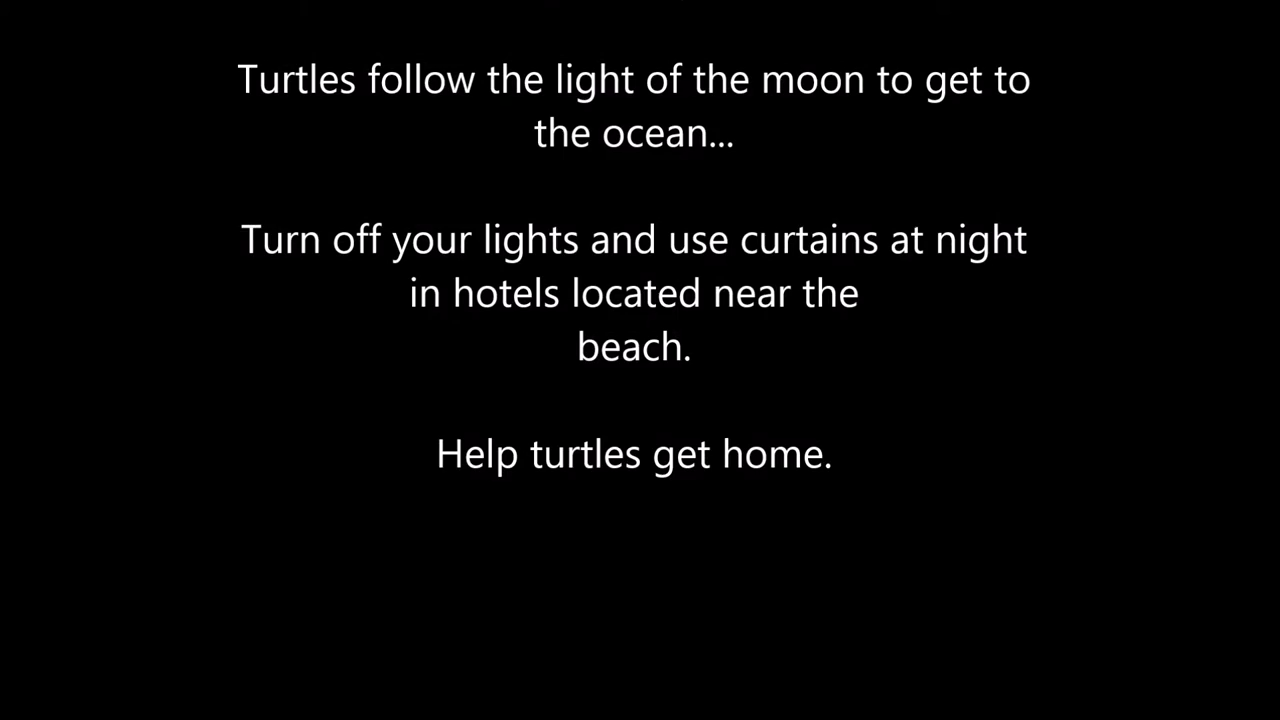 Turtles follow the light of the moon to get to
the ocean...
Turn off your lights and use curtains at night
in hotels located near the
beach.
Help turtles get home.